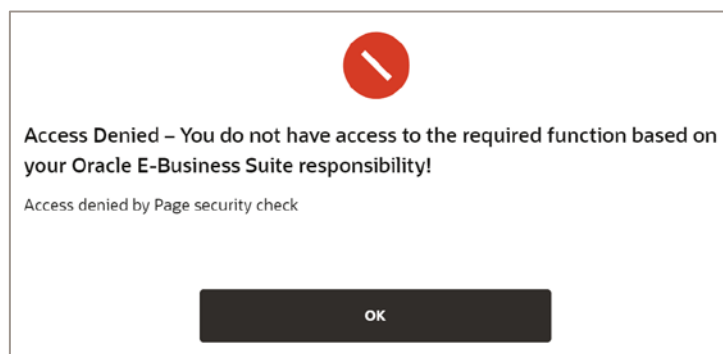 Access Denied – You do not have access to the required function based on
your Oracle E-Business Suite responsibility!
Access denied by Page security check
OK